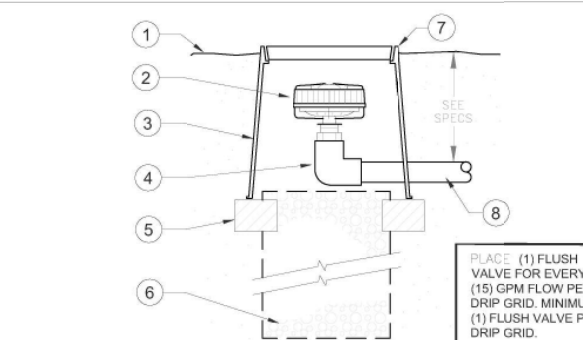 1
7
2
SEE
SPECS
3
4
5
8
6
PLACE (1) FLUSH
VALVE FOR EVERY
(15) GPM FLOW PE
DRIP GRID. MINIMU
(1) FLUSH VALVE P
DRIP GRID.